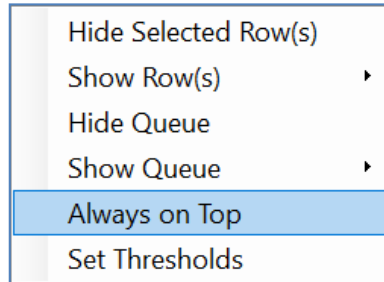 Hide Selected Row(s)
Show Row(s)
Hide Queue
Show Queue
Always on Top
Set Thresholds